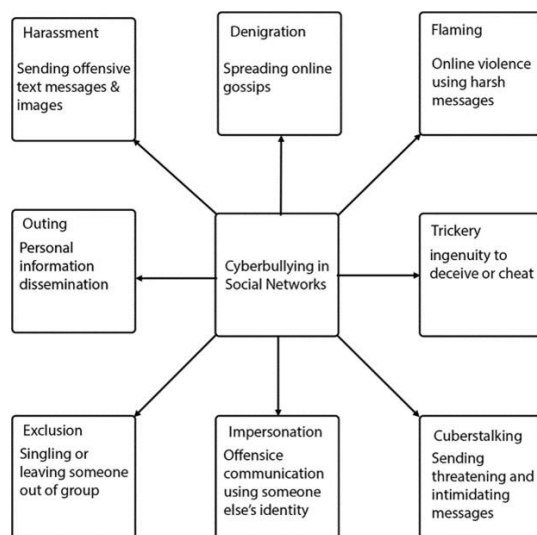 Harassment
Sending offensive
text messages &
images
Denigration
Spreading online
gossips
Flaming
Online violence
using harsh
messages
Outing
Personal
information
dissemination
Cyberbullying in
Social Networks
Trickery
ingenuity to
deceive or cheat
Exclusion
Singling or
leaving someone
out of group
Impersonation
Offensice
communication
using someone
else's identity
Cuberstalking
Sending
threatening and
intimidating
messages